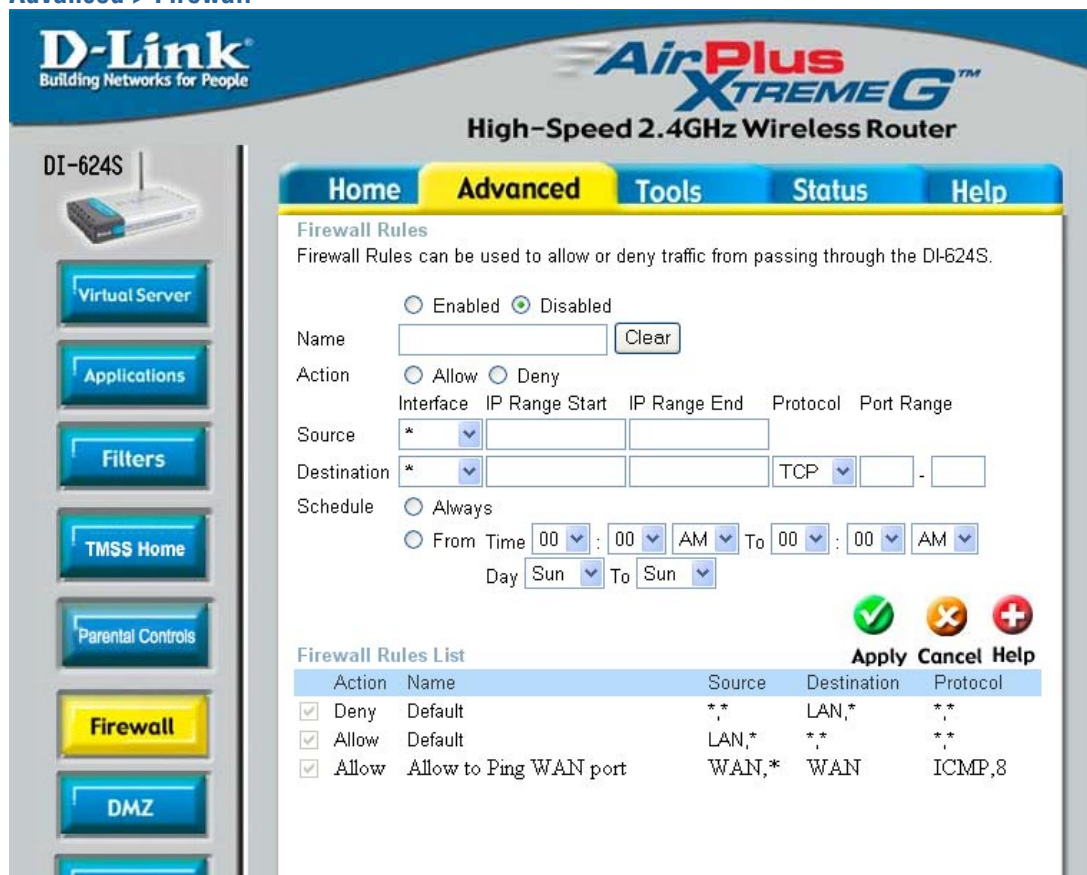 Advanced > Firewall
D-Link®
Building Networks for People
AirPlus
XTREME G™
High-Speed 2.4GHz Wireless Router
DI-624S
Home Advanced Tools Status Help
Virtual Server
Applications
Filters
TMSS Home
Parental Controls
Firewall
DMZ
Firewall Rules
Firewall Rules can be used to allow or deny traffic from passing through the DI-624S.
Enabled Disabled
Name Clear
Action Allow Deny
Interface IP Range Start IP Range End Protocol Port Range
Source *
Destination * TCP -
Schedule Always
From Time 00 : 00 AM To 00 : 00 AM
Day Sun To Sun
Apply Cancel Help
Firewall Rules List
Action Name Source Destination Protocol
Deny Default *,* LAN,* *,*
Allow Default LAN,* *,* *,*
Allow Allow to Ping WAN port WAN,* WAN ICMP,8